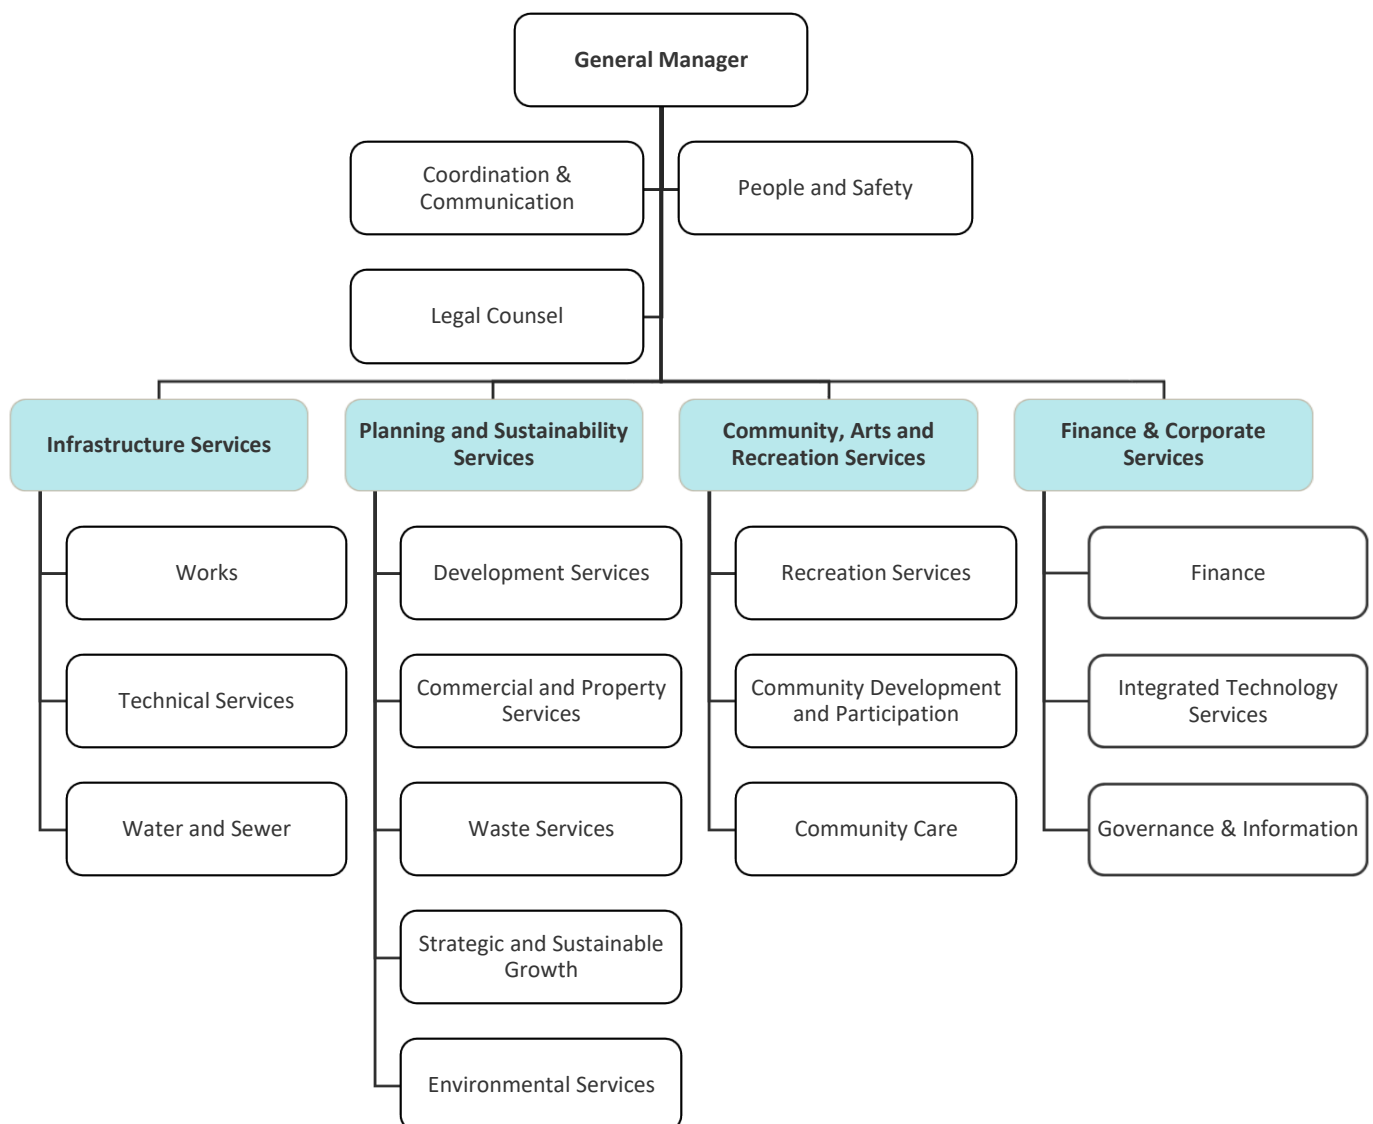 General Manager
Coordination &
Communication
People and Safety
Legal Counsel
Infrastructure Services
Planning and Sustainability
Services
Community, Arts and
Recreation Services
Finance & Corporate
Services
Works
Technical Services
Water and Sewer
Development Services
Commercial and Property
Services
Waste Services
Strategic and Sustainable
Growth
Environmental Services
Recreation Services
Community Development
and Participation
Community Care
Finance
Integrated Technology
Services
Governance & Information